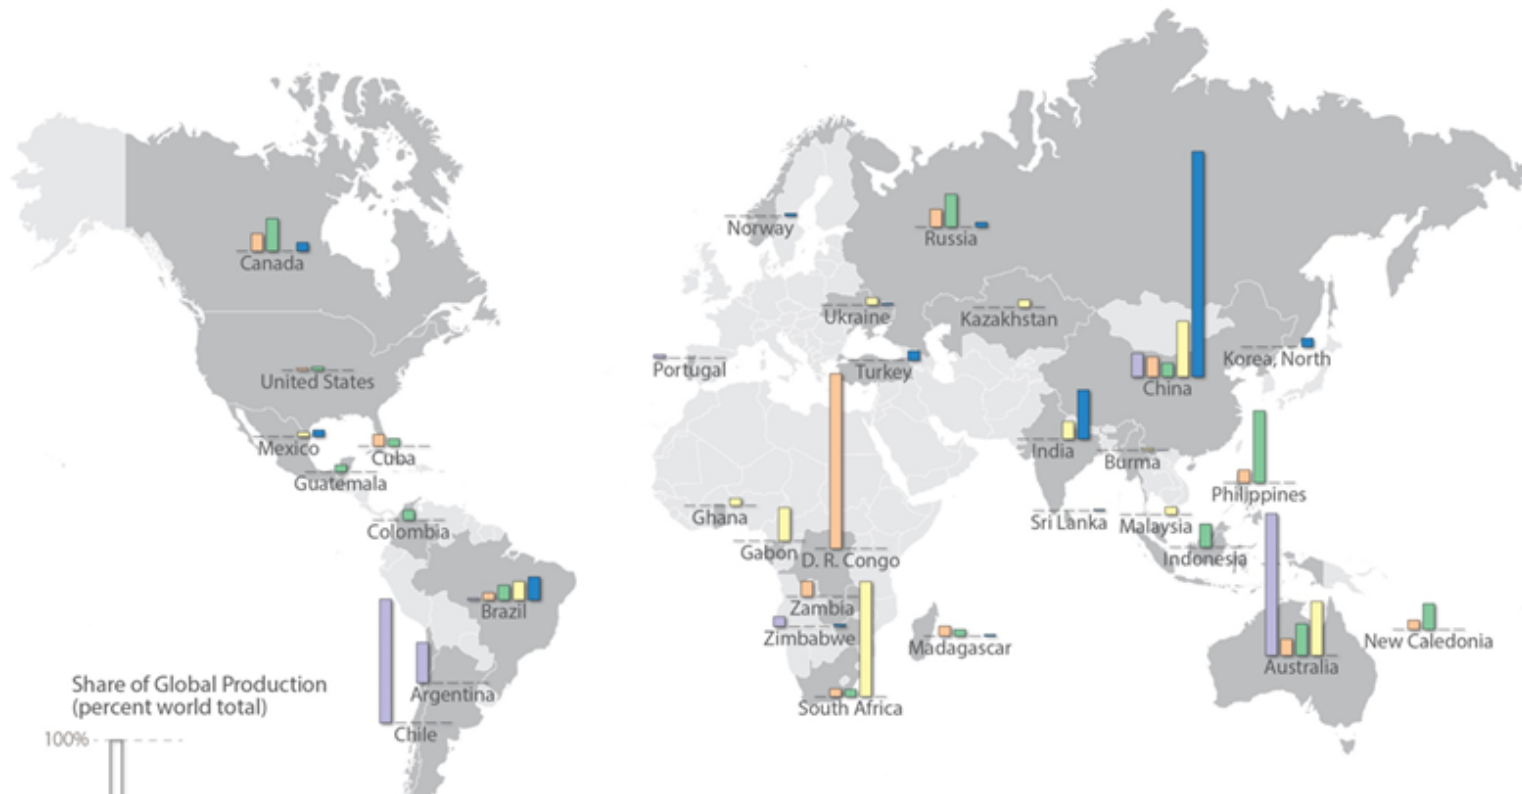 Norway
Russia
Canada
Ukraine
Kazakhstan
Korea, North
Portugal
Turkey
China
United States
Mexico
Cuba
India
Burma
Guatemala
Philippines
Ghana
Sri Lanka
Malaysia
Colombia
Gabon
D. R. Congo
Indonesia
Brazil
Zambia
Zimbabwe
Madagascar
New Caledonia
Australia
Argentina
South Africa
Chile
Share of Global Production
(percent world total)
100%